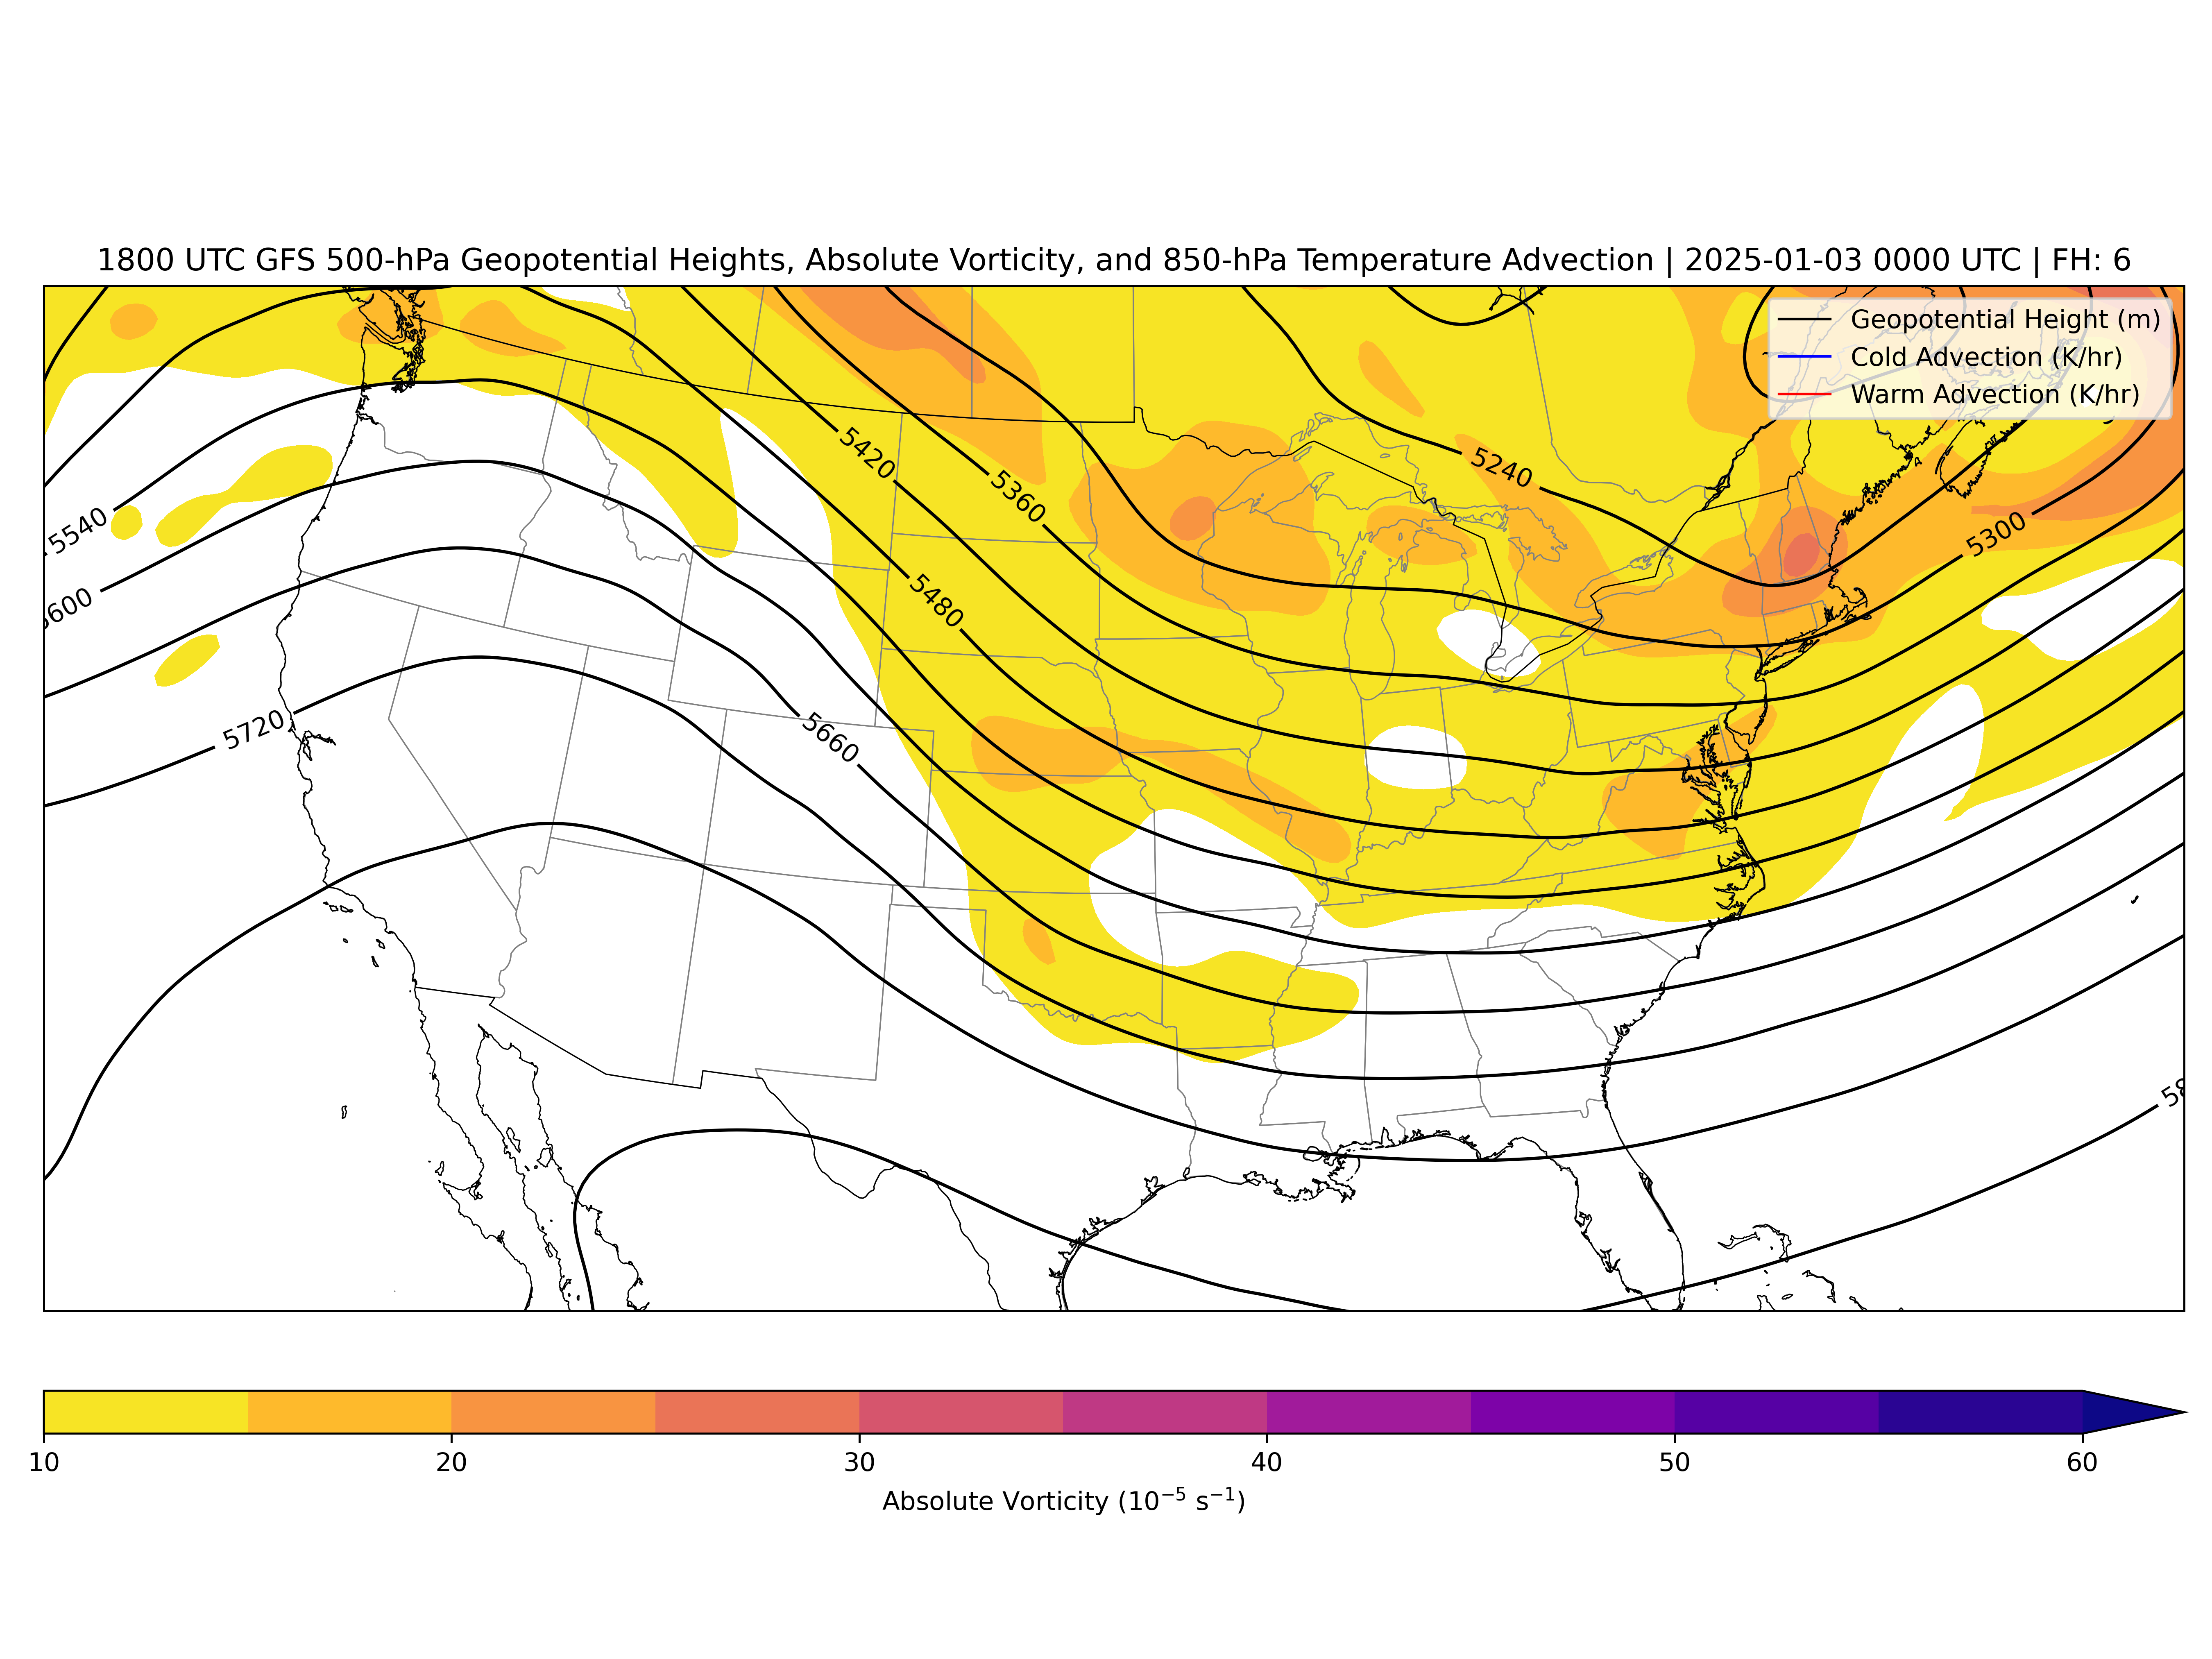 1800 UTC GFS 500-hPa Geopotential Heights, Absolute Vorticity, and 850-hPa Temperature Advection | 2025-01-03 0000 UTC | FH: 6
Geopotential Height (m)
Cold Advection (K/hr)
Warm Advection (K/hr)
5420
5360
5240
5540
5300
5480
5720
5660
10 20 30 40 50 60
Absolute Vorticity (10⁻⁵ s⁻¹)